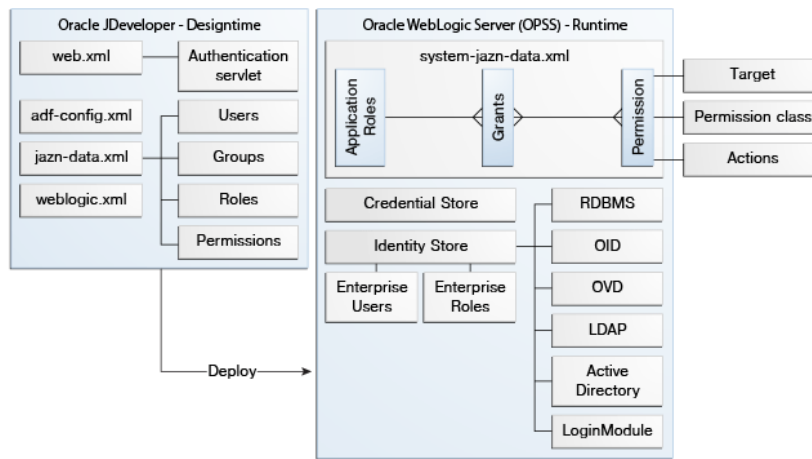 Oracle JDeveloper - Designtime
web.xml
Authentication
servlet
adf-config.xml
jazn-data.xml
weblogic.xml
Users
Groups
Roles
Permissions
Deploy
Oracle WebLogic Server (OPSS) - Runtime
system-jazn-data.xml
Application
Roles
Grants
Permission
Target
Permission class
Actions
Credential Store
Identity Store
Enterprise
Users
Enterprise
Roles
RDBMS
OID
OVD
LDAP
Active
Directory
LoginModule